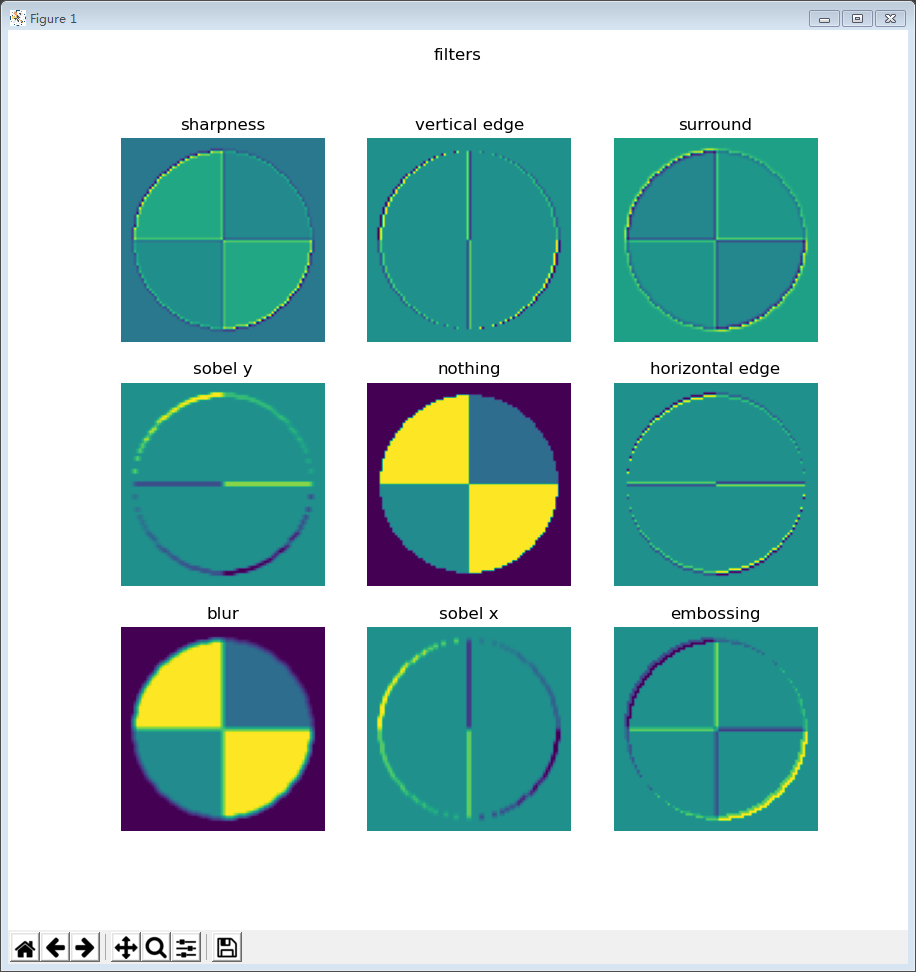 Figure 1
filters
sharpness
vertical edge
surround
sobel y
nothing
horizontal edge
blur
sobel x
embossing